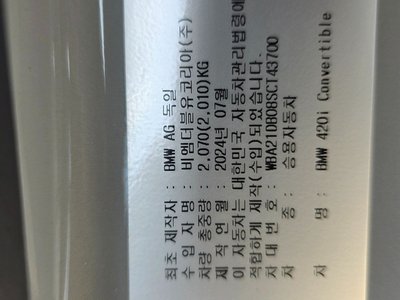 최초 제작자 : BMW AG 독일
수 입 자 명 : 비엠더블유코리아(주)
차량 총중량 : 2,070(2,010)KG
제 작 연 월 : 2024년 07월
이 자동차는 대한민국 자동차관리법령에
적합하게 제작(수입)되었습니다.
차 대 번 호 : WBA21DB08SCT43700
차 종 : 승용자동차
차 명 : BMW 420i Convertible